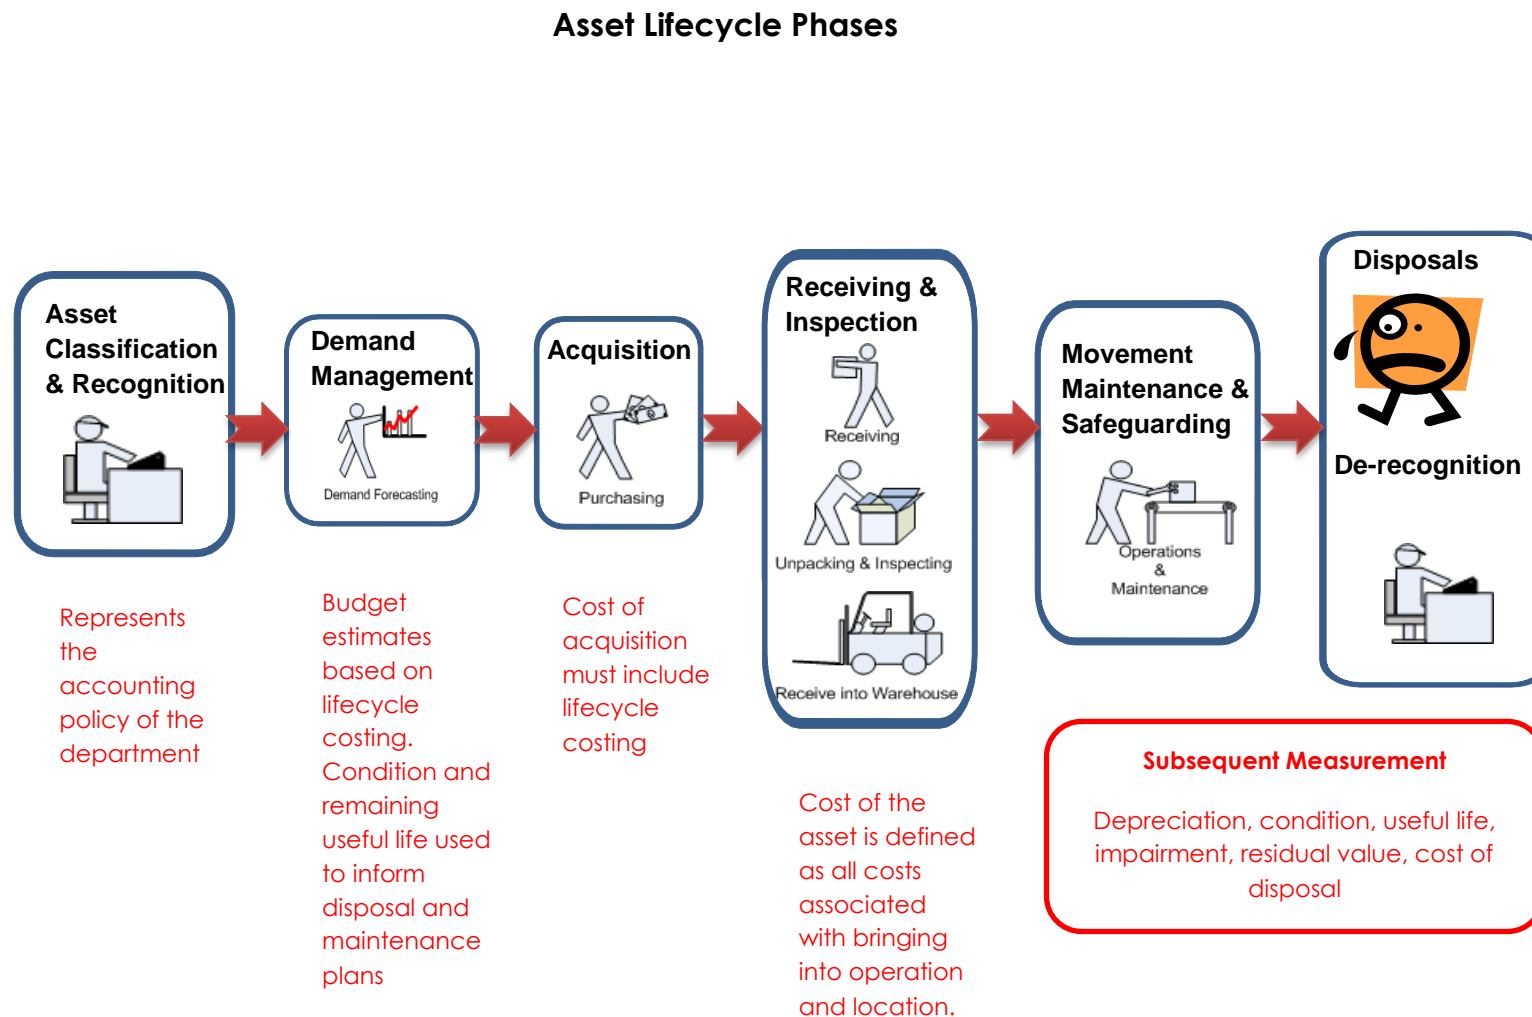 Asset Lifecycle Phases
Asset
Classification
& Recognition
Represents
the
accounting
policy of the
department
Demand
Management
Demand Forecasting
Budget
estimates
based on
lifecycle
costing.
Condition and
remaining
useful life used
to inform
disposal and
maintenance
plans
Acquisition
Purchasing
Cost of
acquisition
must include
lifecycle
costing
Receiving &
Inspection
Receiving
Unpacking & Inspecting
Receive into Warehouse
Cost of the
asset is defined
as all costs
associated
with bringing
into operation
and location.
Movement
Maintenance &
Safeguarding
Operations
&
Maintenance
Disposals
De-recognition
Subsequent Measurement
Depreciation, condition, useful life,
impairment, residual value, cost of
disposal